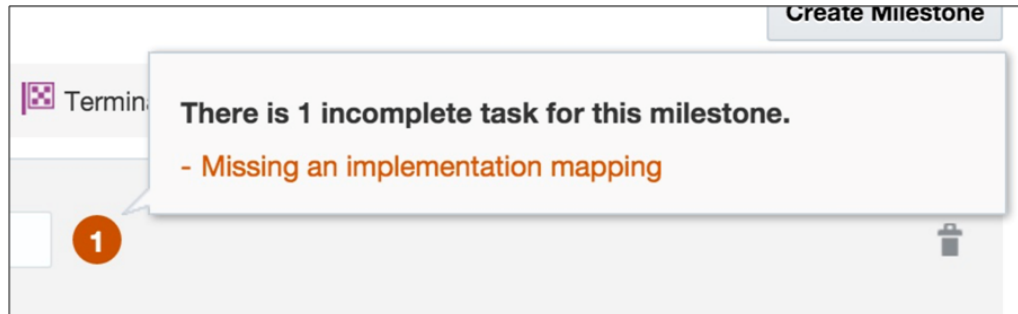 Create Milestone
Termin
There is 1 incomplete task for this milestone.
- Missing an implementation mapping
1